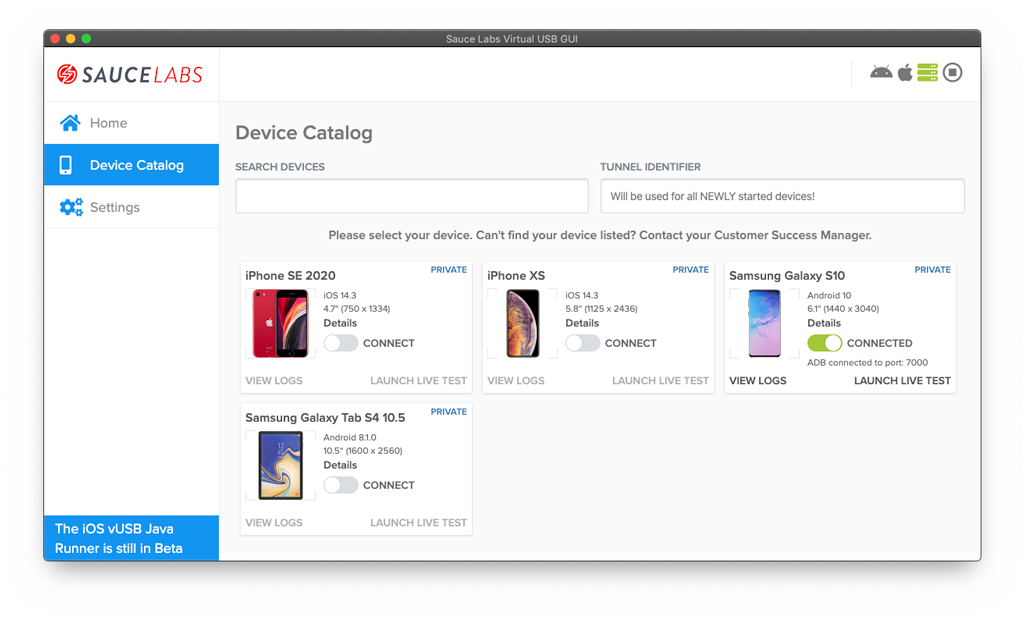 Sauce Labs Virtual USB GUI
SAUCELABS
Home
Device Catalog
Settings
The iOS vUSB Java
Runner is still in Beta
Device Catalog
SEARCH DEVICES
TUNNEL IDENTIFIER
Will be used for all NEWLY started devices!
Please select your device. Can't find your device listed? Contact your Customer Success Manager.
PRIVATE
iPhone SE 2020
iOS 14.3
4.7" (750 x 1334)
Details
CONNECT
VIEW LOGS
LAUNCH LIVE TEST
PRIVATE
iPhone XS
iOS 14.3
5.8" (1125 x 2436)
Details
CONNECT
VIEW LOGS
LAUNCH LIVE TEST
PRIVATE
Samsung Galaxy S10
Android 10
6.1" (1440 x 3040)
Details
CONNECTED
ADB connected to port: 7000
VIEW LOGS
LAUNCH LIVE TEST
PRIVATE
Samsung Galaxy Tab S4 10.5
Android 8.1.0
10.5" (1600 x 2560)
Details
CONNECT
VIEW LOGS
LAUNCH LIVE TEST